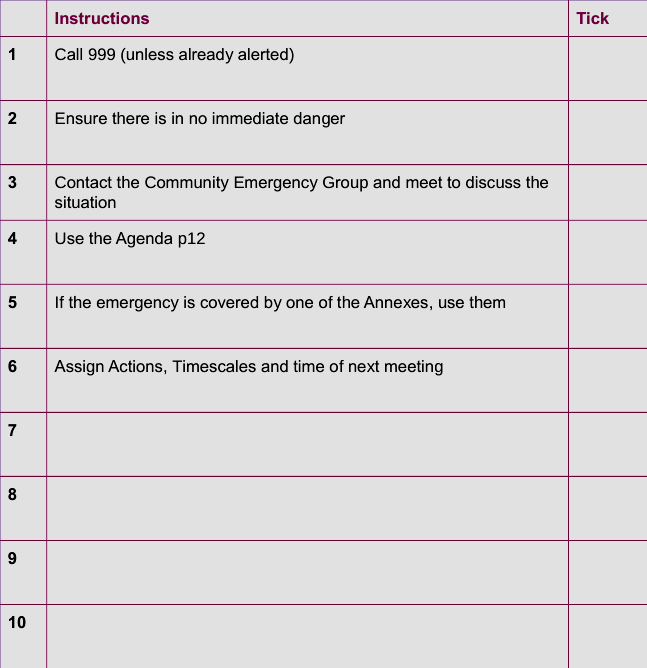 Instructions Tick
1 Call 999 (unless already alerted)
2 Ensure there is in no immediate danger
3 Contact the Community Emergency Group and meet to discuss the
situation
4 Use the Agenda p12
5 If the emergency is covered by one of the Annexes, use them
6 Assign Actions, Timescales and time of next meeting
7
8
9
10